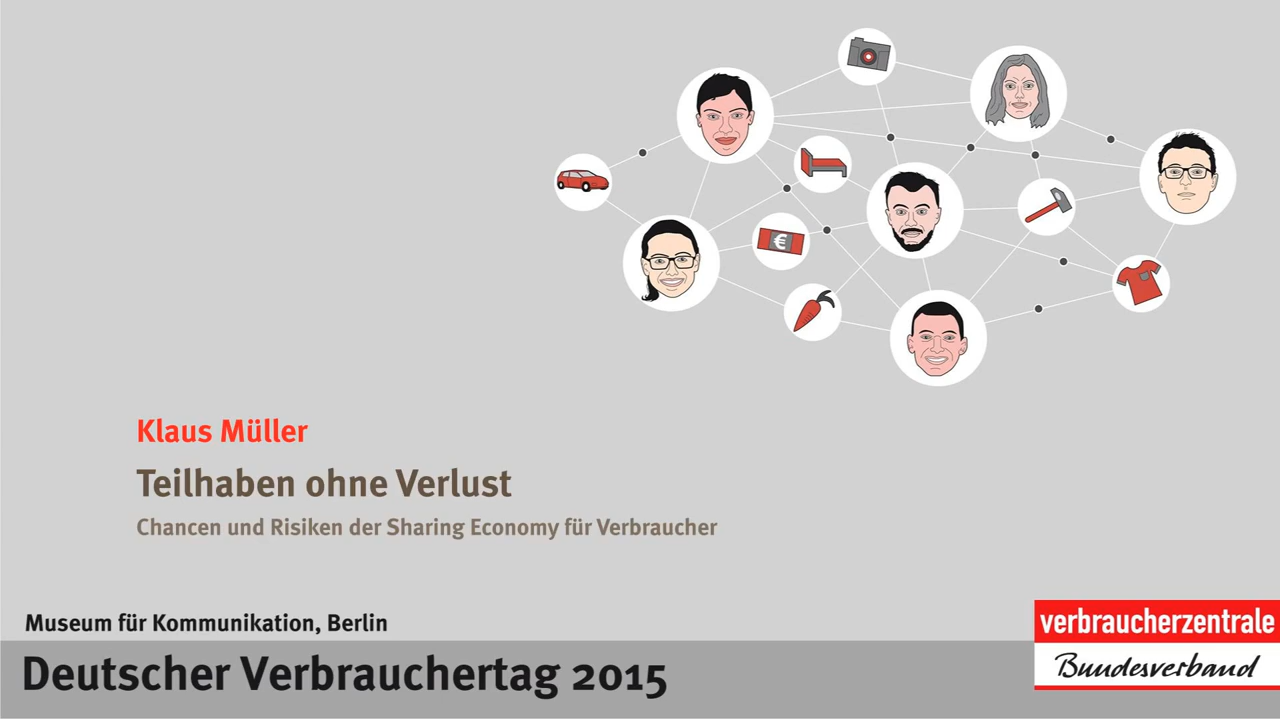 Klaus Müller
Teilhaben ohne Verlust
Chancen und Risiken der Sharing Economy für Verbraucher
Museum für Kommunikation, Berlin
Deutscher Verbrauchertag 2015
verbraucherzentrale
Bundesverband
€